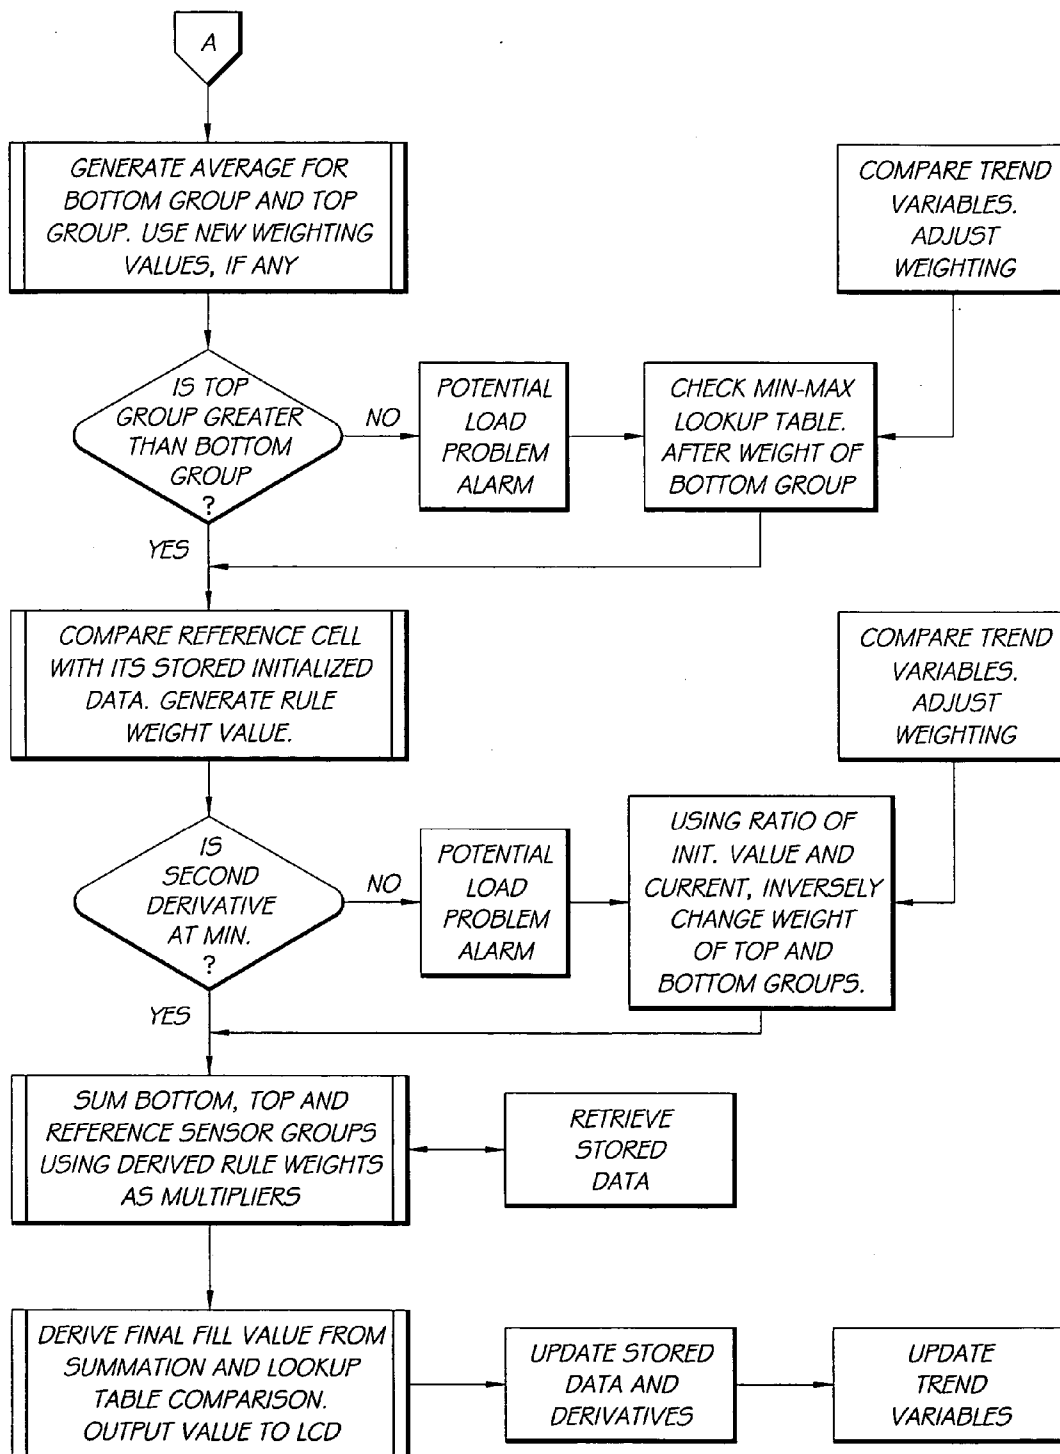 A
GENERATE AVERAGE FOR
BOTTOM GROUP AND TOP
GROUP. USE NEW WEIGHTING
VALUES, IF ANY
COMPARE TREND
VARIABLES.
ADJUST
WEIGHTING
IS TOP
GROUP GREATER
THAN BOTTOM
GROUP
?
NO
POTENTIAL
LOAD
PROBLEM
ALARM
CHECK MIN-MAX
LOOKUP TABLE.
AFTER WEIGHT OF
BOTTOM GROUP
YES
COMPARE REFERENCE CELL
WITH ITS STORED INITIALIZED
DATA. GENERATE RULE
WEIGHT VALUE.
COMPARE TREND
VARIABLES.
ADJUST
WEIGHTING
IS
SECOND
DERIVATIVE
AT MIN.
?
NO
POTENTIAL
LOAD
PROBLEM
ALARM
USING RATIO OF
INIT. VALUE AND
CURRENT, INVERSELY
CHANGE WEIGHT
OF TOP AND
BOTTOM GROUPS.
YES
SUM BOTTOM, TOP AND
REFERENCE SENSOR GROUPS
USING DERIVED RULE WEIGHTS
AS MULTIPLIERS
RETRIEVE
STORED
DATA
DERIVE FINAL FILL VALUE FROM
SUMMATION AND LOOKUP
TABLE COMPARISON.
OUTPUT VALUE TO LCD
UPDATE STORED
DATA AND
DERIVATIVES
UPDATE
TREND
VARIABLES